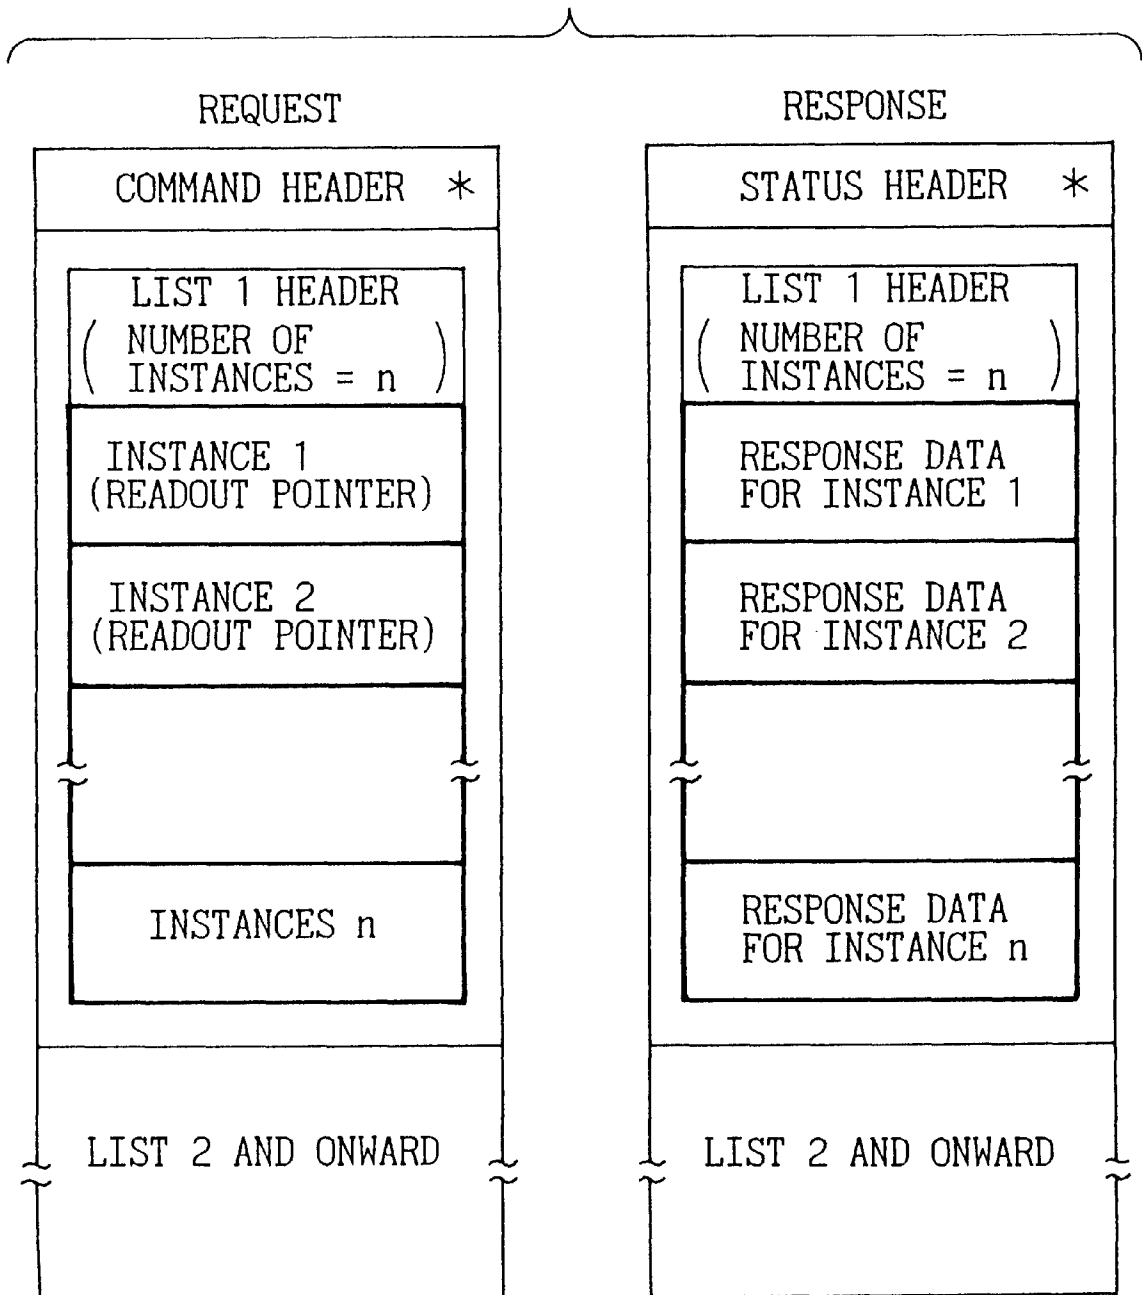 REQUEST
COMMAND HEADER *
LIST 1 HEADER
( NUMBER OF
INSTANCES = n )
INSTANCE 1
(READOUT POINTER)
INSTANCE 2
(READOUT POINTER)
INSTANCES n
LIST 2 AND ONWARD
RESPONSE
STATUS HEADER *
LIST 1 HEADER
( NUMBER OF
INSTANCES = n )
RESPONSE DATA
FOR INSTANCE 1
RESPONSE DATA
FOR INSTANCE 2
RESPONSE DATA
FOR INSTANCE n
LIST 2 AND ONWARD